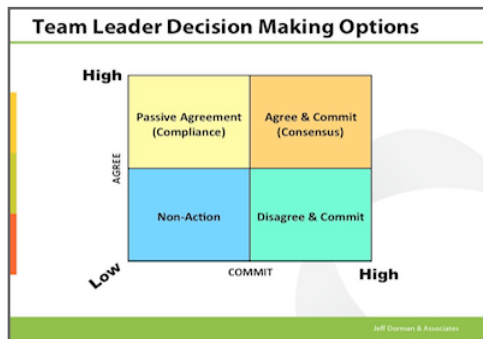 Team Leader Decision Making Options
High
Passive Agreement
(Compliance)
Agree & Commit
(Consensus)
AGREE
Non-Action
Disagree & Commit
Low
COMMIT
High
Jeff Dorman & Associates